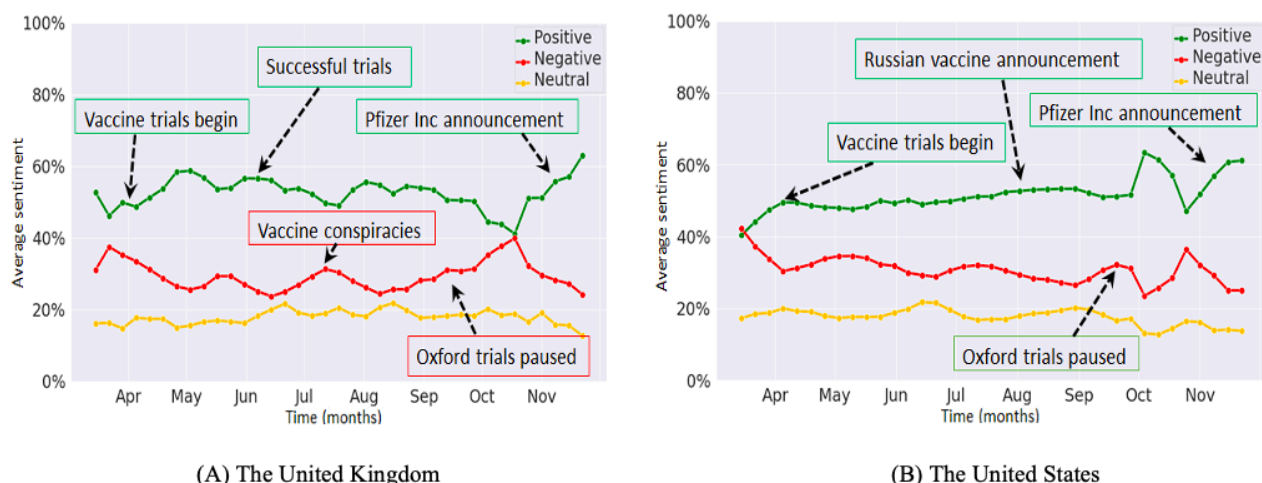 100%
80%
60%
40%
20%
0%
Average sentiment
Positive
Negative
Neutral
Successful trials
Vaccine trials begin
Pfizer Inc announcement
Vaccine conspiracies
Oxford trials paused
Apr May Jun Jul Aug Sep Oct Nov
Time (months)
(A) The United Kingdom
100%
80%
60%
40%
20%
0%
Average sentiment
Positive
Negative
Neutral
Russian vaccine announcement
Pfizer Inc announcement
Vaccine trials begin
Oxford trials paused
Apr May Jun Jul Aug Sep Oct Nov
Time (months)
(B) The United States